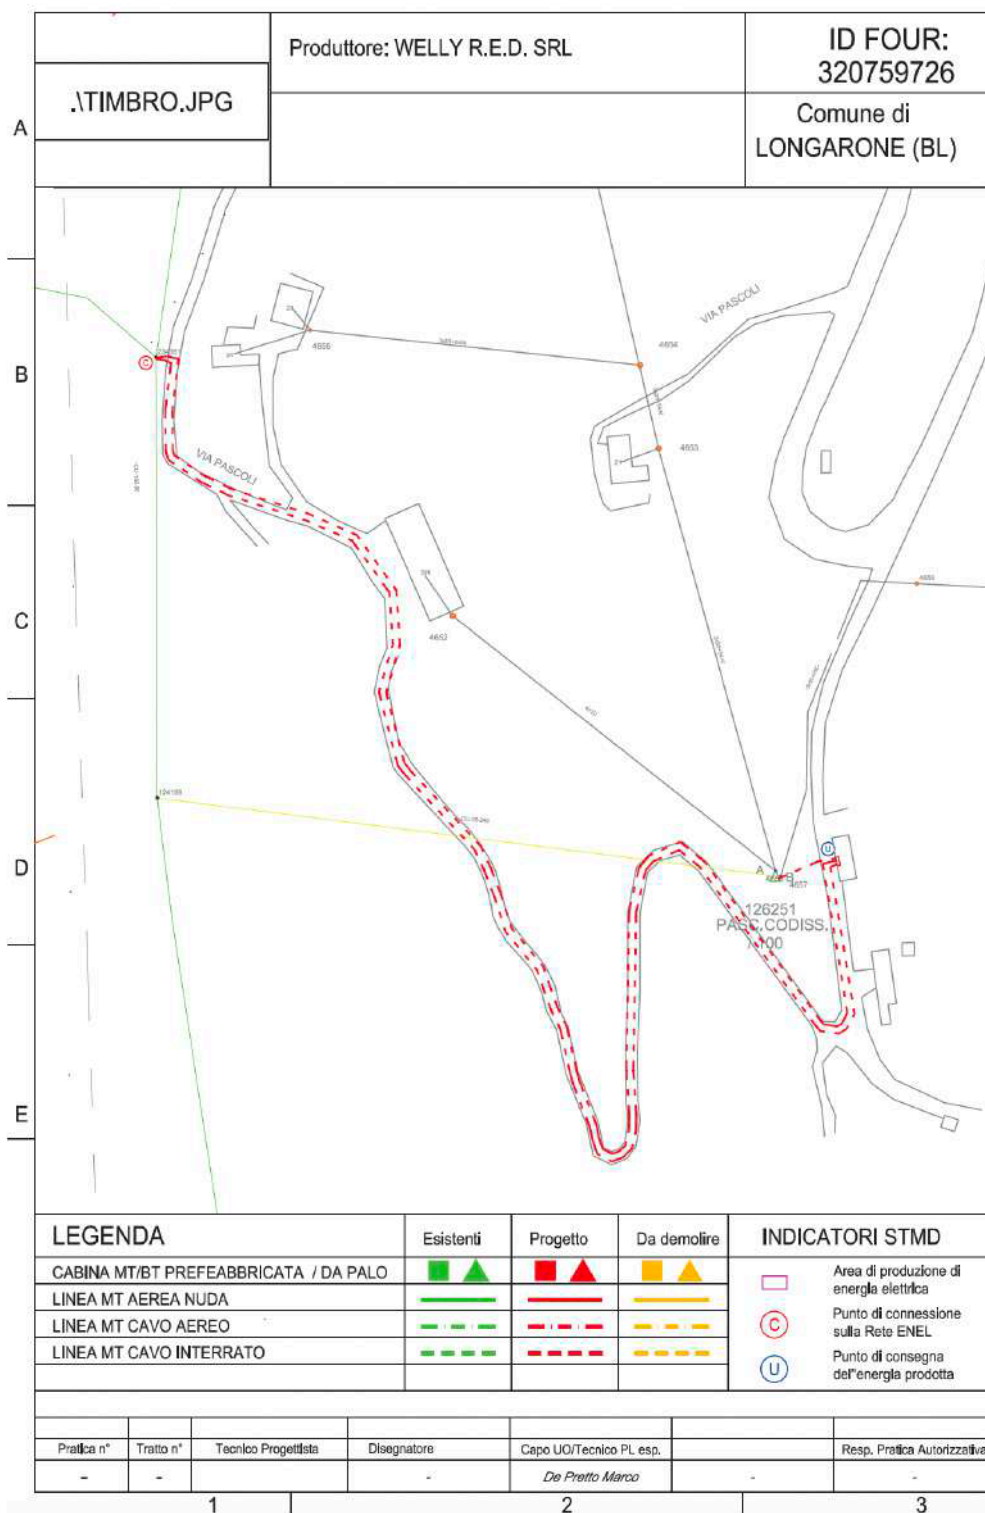 Produttore: WELLY R.E.D. SRL
ID FOUR:
320759726
.\TIMBRO.JPG
Comune di
LONGARONE (BL)
A
B
C
D
E
VIA PASCOLI
4656
4654
C
4653
VIA PASCOLI
4652
124189
U
A
B
4657
126251
PASC.CODISS.
LEGENDA
Esistenti
Progetto
Da demolire
INDICATORI STMD
CABINA MT/BT PREFEABBRICATA / DA PALO
LINEA MT AEREA NUDA
LINEA MT CAVO AEREO
LINEA MT CAVO INTERRATO
Area di produzione di
energia elettrica
C
Punto di connessione
sulla Rete ENEL
U
Punto di consegna
del"energia prodotta
Pratica n°
Tratto n°
Tecnico Progettista
Disegnatore
Capo UO/Tecnico PL esp.
Resp. Pratica Autorizzativa
-
-
-
De Pretto Marco
-
-
1
2
3